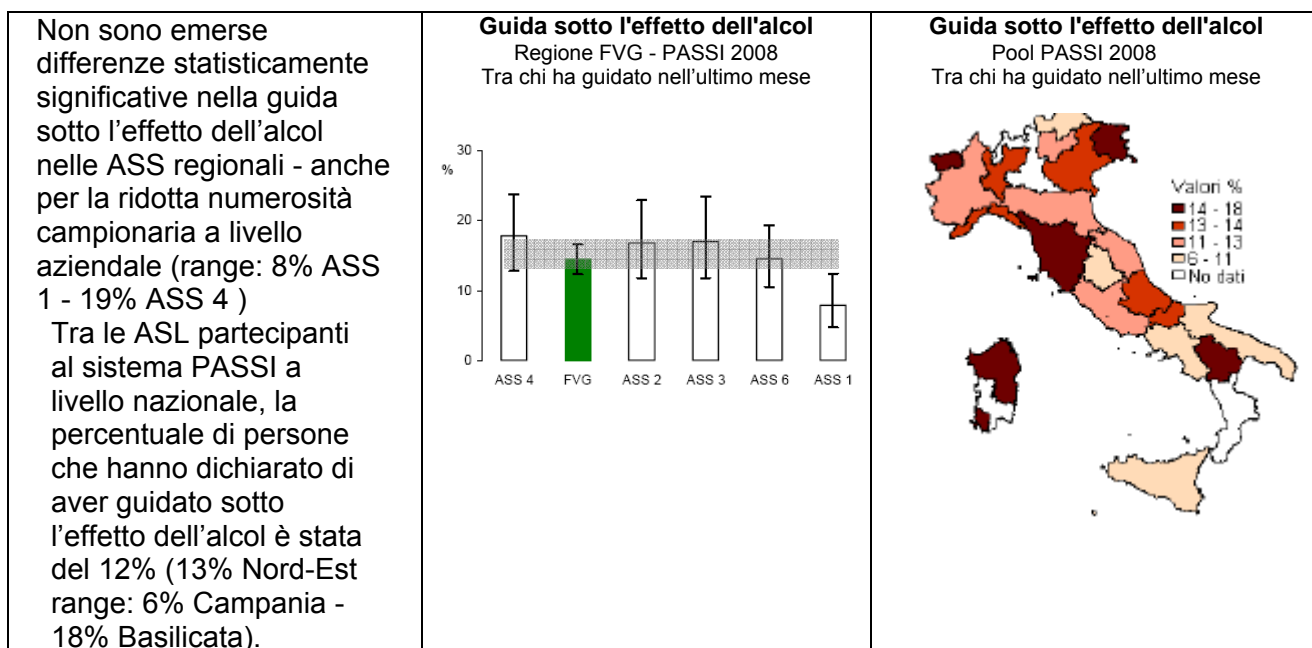 Non sono emerse
differenze statisticamente
significative nella guida
sotto l’effetto dell’alcol
nelle ASS regionali - anche
per la ridotta numerosità
campionaria a livello
aziendale (range: 8% ASS
1 - 19% ASS 4 )
Tra le ASL partecipanti
al sistema PASSI a
livello nazionale, la
percentuale di persone
che hanno dichiarato di
aver guidato sotto
l’effetto dell’alcol è stata
del 12% (13% Nord-Est
range: 6% Campania -
18% Basilicata).
Guida sotto l'effetto dell'alcol
Regione FVG - PASSI 2008
Tra chi ha guidato nell’ultimo mese
30
%
20
10
0
ASS 4 FVG ASS 2 ASS 3 ASS 6 ASS 1
Guida sotto l'effetto dell'alcol
Pool PASSI 2008
Tra chi ha guidato nell’ultimo mese
Valori %
14 - 18
13 - 14
11 - 13
6 - 11
No dati